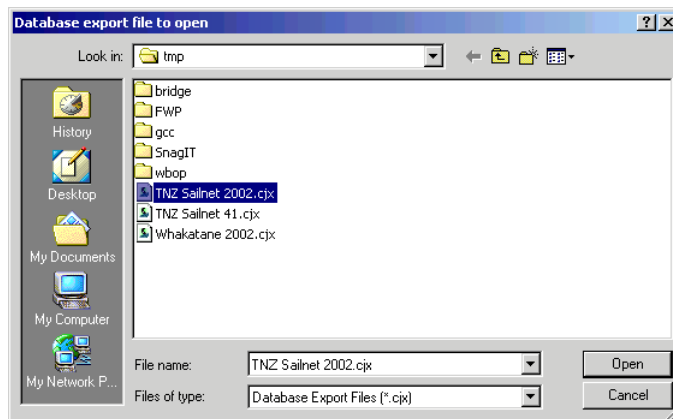 Database export file to open
Look in: tmp
History
Desktop
My Documents
My Computer
My Network P...
bridge
FWP
gcc
SnagIT
wbop
TNZ Sailnet 2002.cjx
TNZ Sailnet 41.cjx
Whakatane 2002.cjx
File name: TNZ Sailnet 2002.cjx Open
Files of type: Database Export Files (*.cjx) Cancel